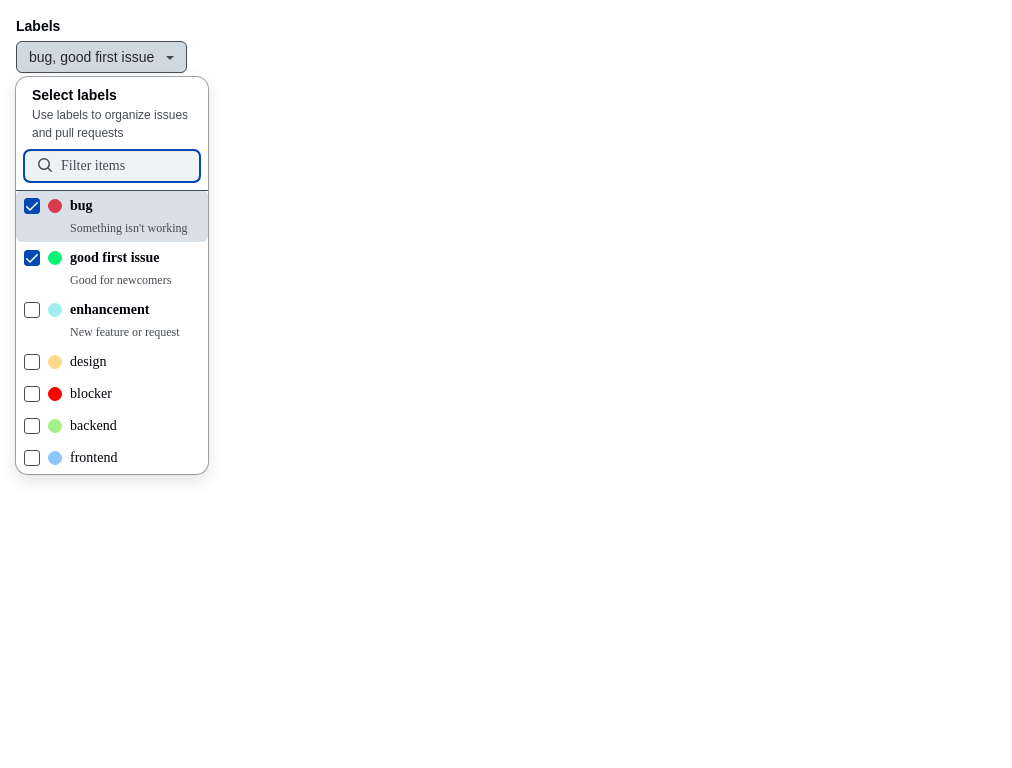 Labels
bug, good first issue
Select labels
Use labels to organize issues
and pull requests
Filter items
bug
Something isn't working
good first issue
Good for newcomers
enhancement
New feature or request
design
blocker
backend
frontend